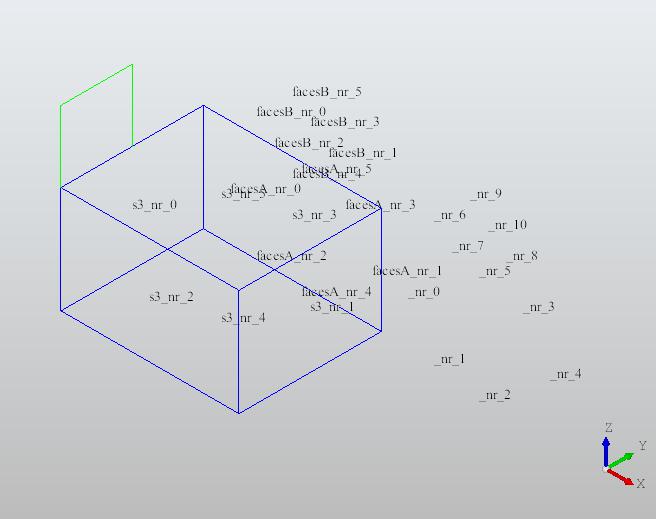 facesB_nr_5
facesB_nr_0
facesB_nr_3
facesB_nr_2
facesB_nr_1
facesA_nr_5
facesB_nr_4
facesA_nr_0
s3_nr_5
_nr_9
s3_nr_0
facesA_nr_3
s3_nr_3
_nr_6
_nr_10
_nr_7
facesA_nr_2
_nr_8
facesA_nr_1
_nr_5
facesA_nr_4
_nr_0
s3_nr_2
s3_nr_1
_nr_3
s3_nr_4
_nr_1
_nr_4
_nr_2
Z
Y
X